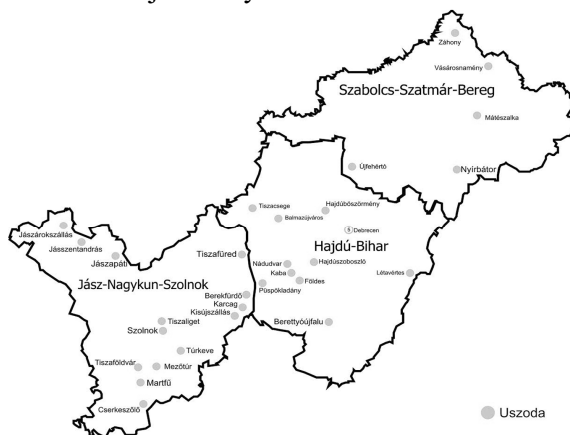 Záhony
Vásárosnamény
Szabolcs-Szatmár-Bereg
Mátészalka
Újfehértó
Nyírbátor
Tiszacsege
Hajdúböszörmény
Balmazújváros
5 Debrecen
Hajdú-Bihar
Jászárokszállás
Jásszentandrás
Jászapáti
Tiszafüred
Nádudvar
Hajdúszoboszló
Kaba
Földes
Létavértes
Püspökladány
Jász-Nagykun-Szolnok
Berekfürdő
Karcag
Kisújszállás
Tiszaliget
Szolnok
Berettyóújfalu
Túrkeve
Tiszaföldvár
Mezőtúr
Martfű
Cserkeszőlő
Uszoda